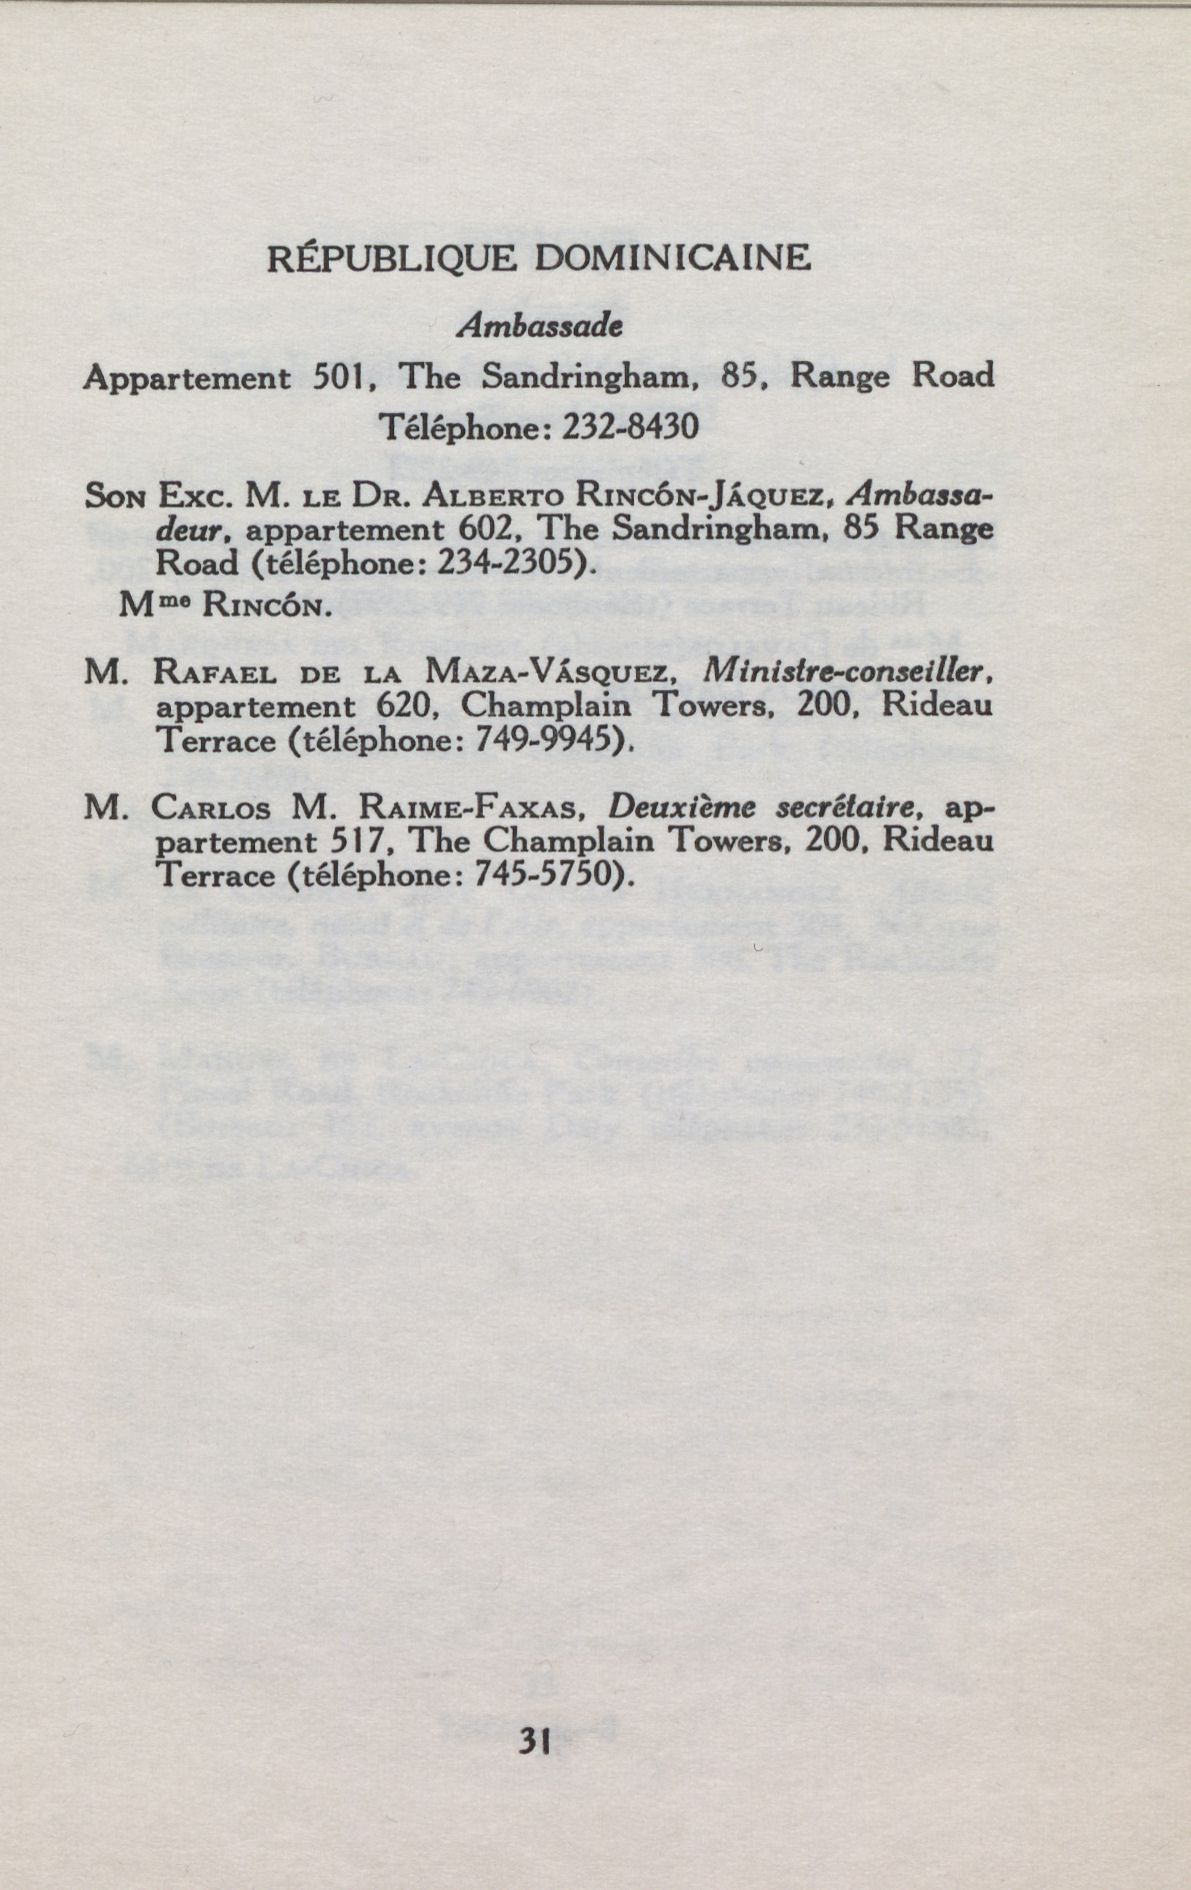 RÉPUBLIQUE DOMINICAINE
Ambassade
Appartement 501, The Sandringham, 85, Range Road
Téléphone: 232-8430
SON EXC. M. LE DR. ALBERTO RINCÓN-JÁQUEZ, Ambassa-
deur, appartement 602, The Sandringham, 85 Range
Road (téléphone: 234-2305).
Mme RINCÓN.
M. RAFAEL DE LA MAZA-VÁSQUEZ, Ministre-conseiller,
appartement 620, Champlain Towers, 200, Rideau
Terrace (téléphone: 749-9945).
M. CARLOS M. RAIME-FAXAS, Deuxième secrétaire, ap-
partement 517, The Champlain Towers, 200, Rideau
Terrace (téléphone: 745-5750).
31